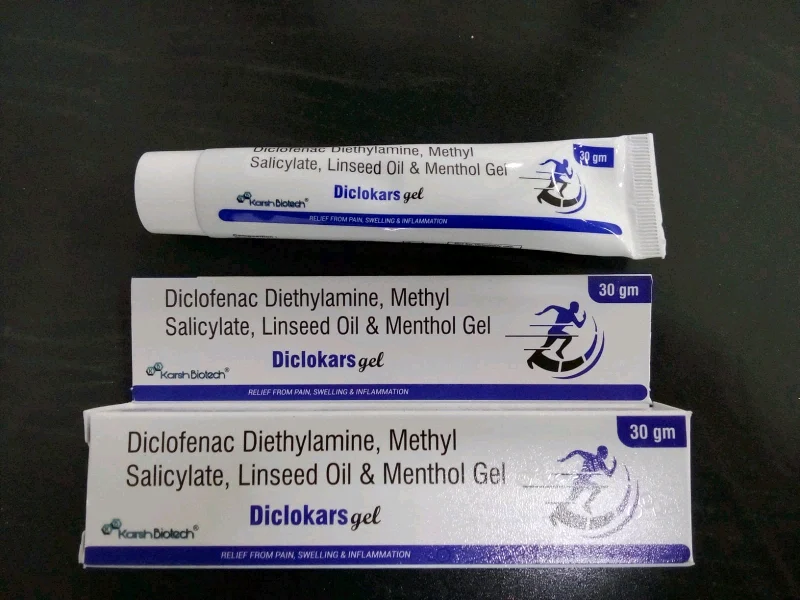 Diclofenac Diethylamine, Methyl
Salicylate, Linseed Oil & Menthol Gel
30 gm
Diclokars gel
Karsh Biotech®
RELIEF FROM PAIN, SWELLING & INFLAMMATION
Diclofenac Diethylamine, Methyl
Salicylate, Linseed Oil & Menthol Gel
30 gm
Diclokars gel
Karsh Biotech®
RELIEF FROM PAIN, SWELLING & INFLAMMATION
Diclofenac Diethylamine, Methyl
Salicylate, Linseed Oil & Menthol Gel
30 gm
Diclokars gel
Karsh Biotech®
RELIEF FROM PAIN, SWELLING & INFLAMMATION